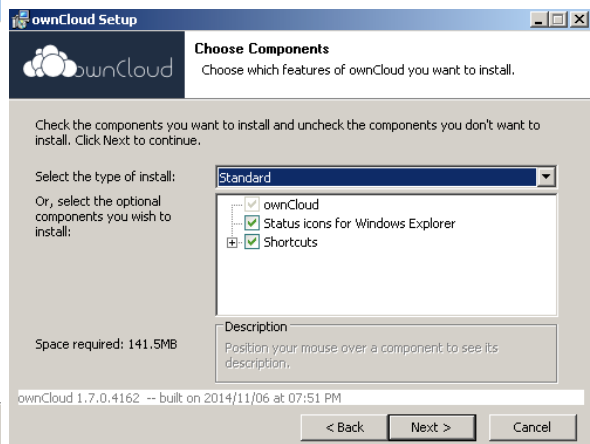 ownCloud Setup
ownCloud
Choose Components
Choose which features of ownCloud you want to install.
Check the components you want to install and uncheck the components you don't want to
install. Click Next to continue.
Select the type of install:
Standard
Or, select the optional
components you wish to
install:
ownCloud
Status icons for Windows Explorer
Shortcuts
Space required: 141.5MB
Description
Position your mouse over a component to see its
description.
ownCloud 1.7.0.4162 -- built on 2014/11/06 at 07:51 PM
< Back
Next >
Cancel